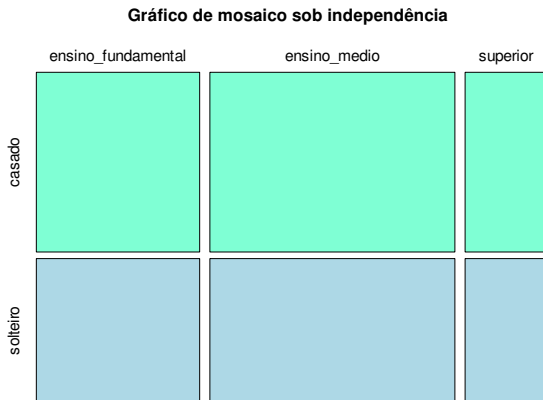 Gráfico de mosaico sob independência
ensino_fundamental ensino_medio superior
casado
solteiro